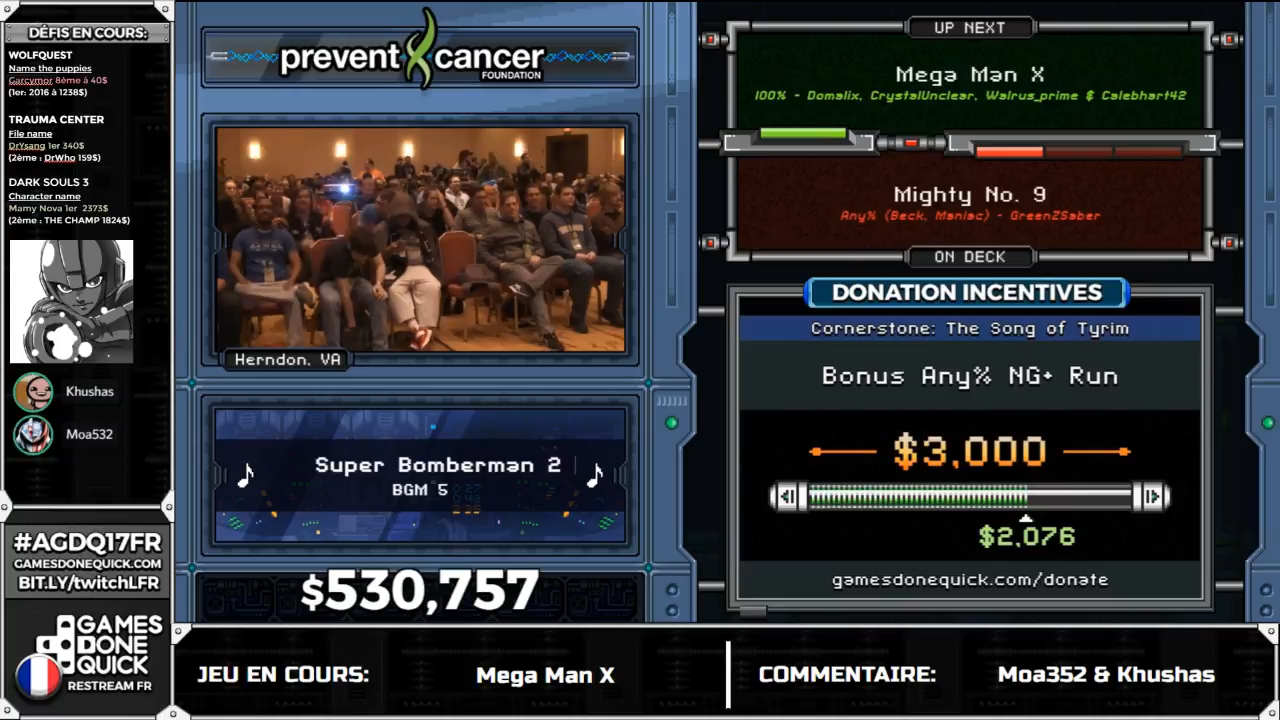 DÉFIS EN COURS:
WOLFQUEST
Name the puppies
Garcymor 8ème à 40$
(1er: 2016 à 1238$)
TRAUMA CENTER
File name
DrYsang 1er 340$
(2ème : DrWho 159$)
DARK SOULS 3
Character name
Mamy Nova 1er 2373$
(2ème : THE CHAMP 1824$)
Khushas
Moa532
#AGDQ17FR
GAMESDONEQUICK.COM
BIT.LY/twitchLFR
GAMES
DONE
QUICK
RESTREAM FR
prevent cancer
FOUNDATION
Herndon, VA
Super Bomberman 2
BGM 5
$530,757
UP NEXT
Mega Man X
100% - Domalix, CrystalUnclear, Walrus_prime & Calebhart42
Mighty No. 9
Any% (Beck, Maniac) - GreenZSaber
ON DECK
DONATION INCENTIVES
Cornerstone: The Song of Tyrim
Bonus Any% NG+ Run
$3,000
$2,076
gamesdonequick.com/donate
JEU EN COURS: Mega Man X
COMMENTAIRE: Moa352 & Khushas